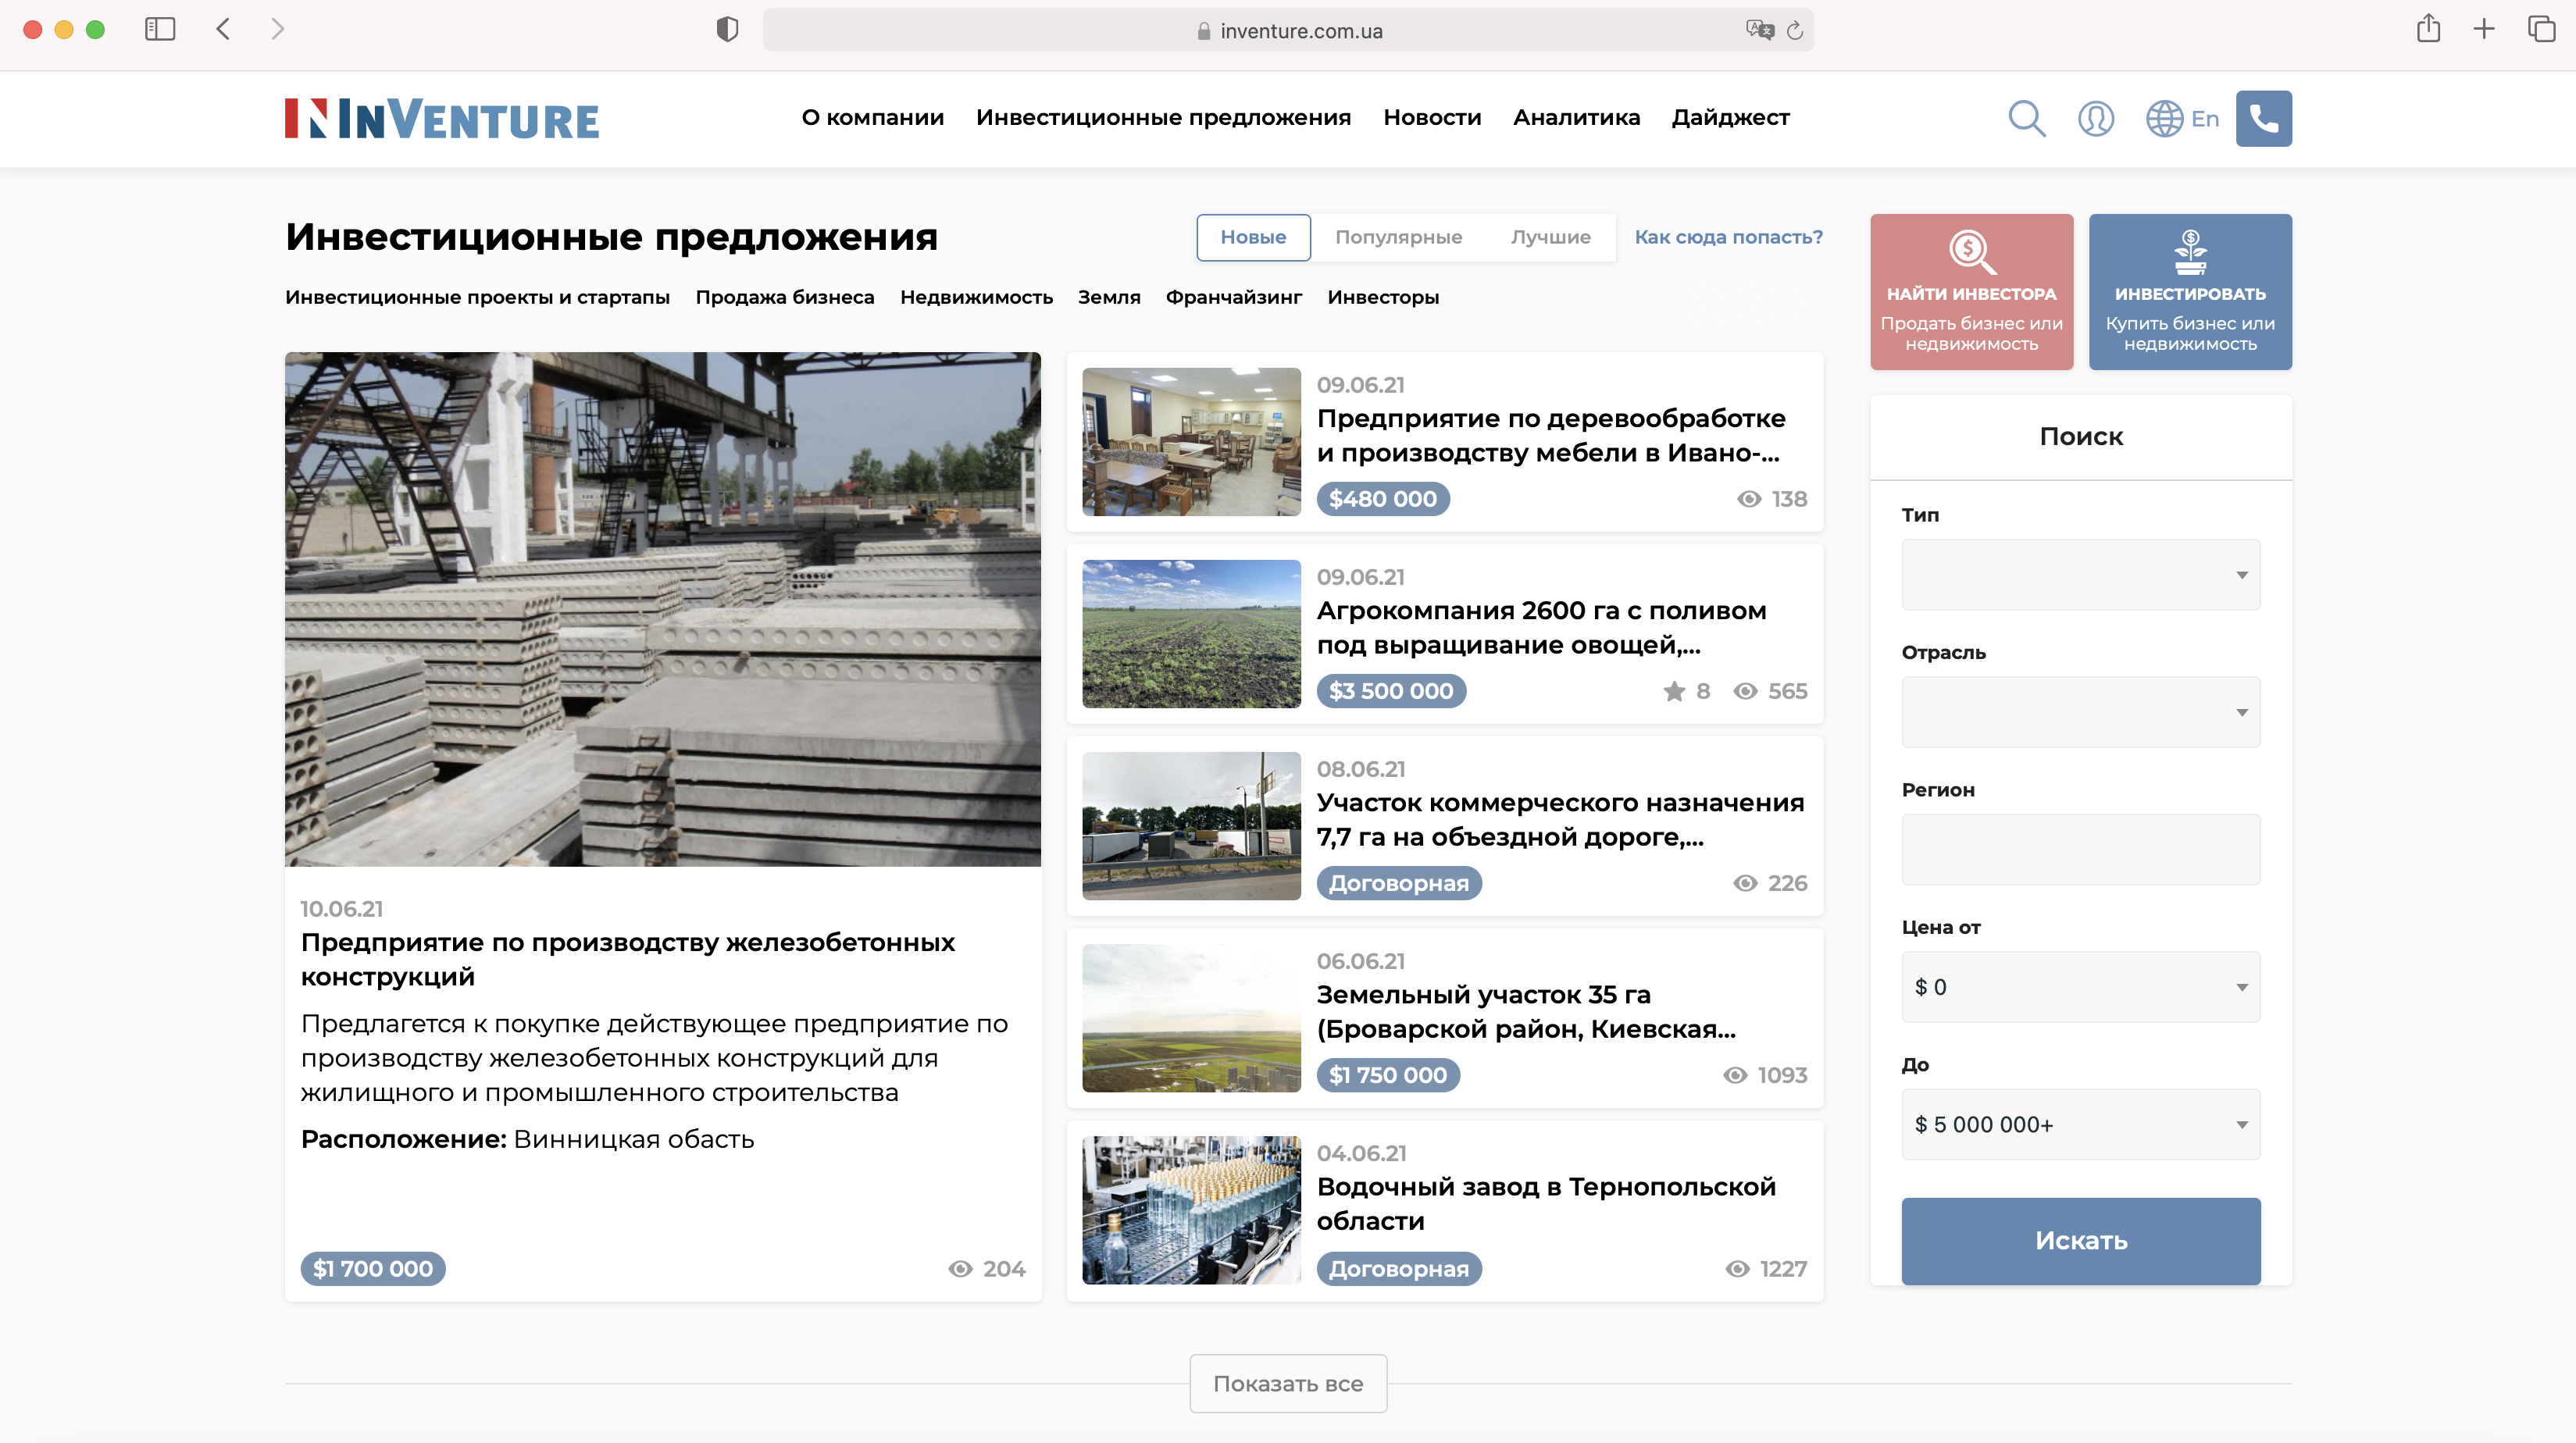 inventure.com.ua
INVENTURE
О компании
Инвестиционные предложения
Новости
Аналитика
Дайджест
En
Инвестиционные предложения
Новые
Популярные
Лучшие
Как сюда попасть?
Инвестиционные проекты и стартапы
Продажа бизнеса
Недвижимость
Земля
Франчайзинг
Инвесторы
10.06.21
Предприятие по производству железобетонных
конструкций
Предлагется к покупке действующее предприятие по
производству железобетонных конструкций для
жилищного и промышленного строительства
Расположение: Винницкая обасть
$1 700 000
204
09.06.21
Предприятие по деревообработке
и производству мебели в Ивано-...
$480 000
138
09.06.21
Агрокомпания 2600 га с поливом
под выращивание овощей,...
$3 500 000
8
565
08.06.21
Участок коммерческого назначения
7,7 га на объездной дороге,...
Договорная
226
06.06.21
Земельный участок 35 га
(Броварской район, Киевская...
$1 750 000
1093
04.06.21
Водочный завод в Тернопольской
области
Договорная
1227
НАЙТИ ИНВЕСТОРА
Продать бизнес или
недвижимость
ИНВЕСТИРОВАТЬ
Купить бизнес или
недвижимость
Поиск
Тип
Отрасль
Регион
Цена от
$ 0
До
$ 5 000 000+
Искать
Показать все